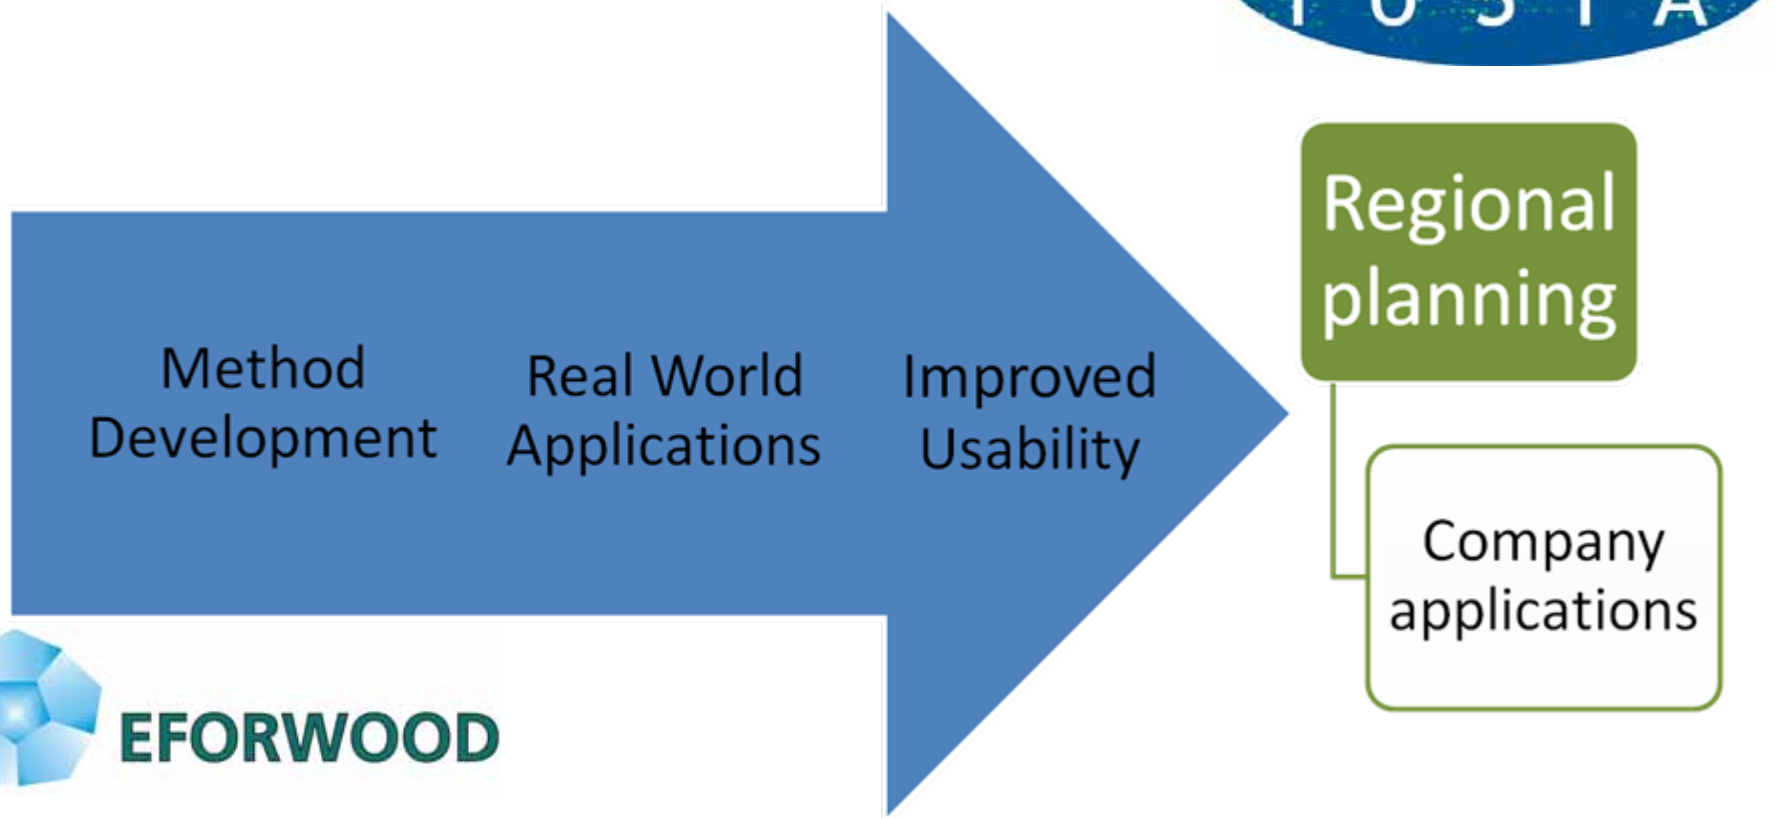 Regional
planning
Method
Development
Real World
Applications
Improved
Usability
Company
applications
EFORWOOD